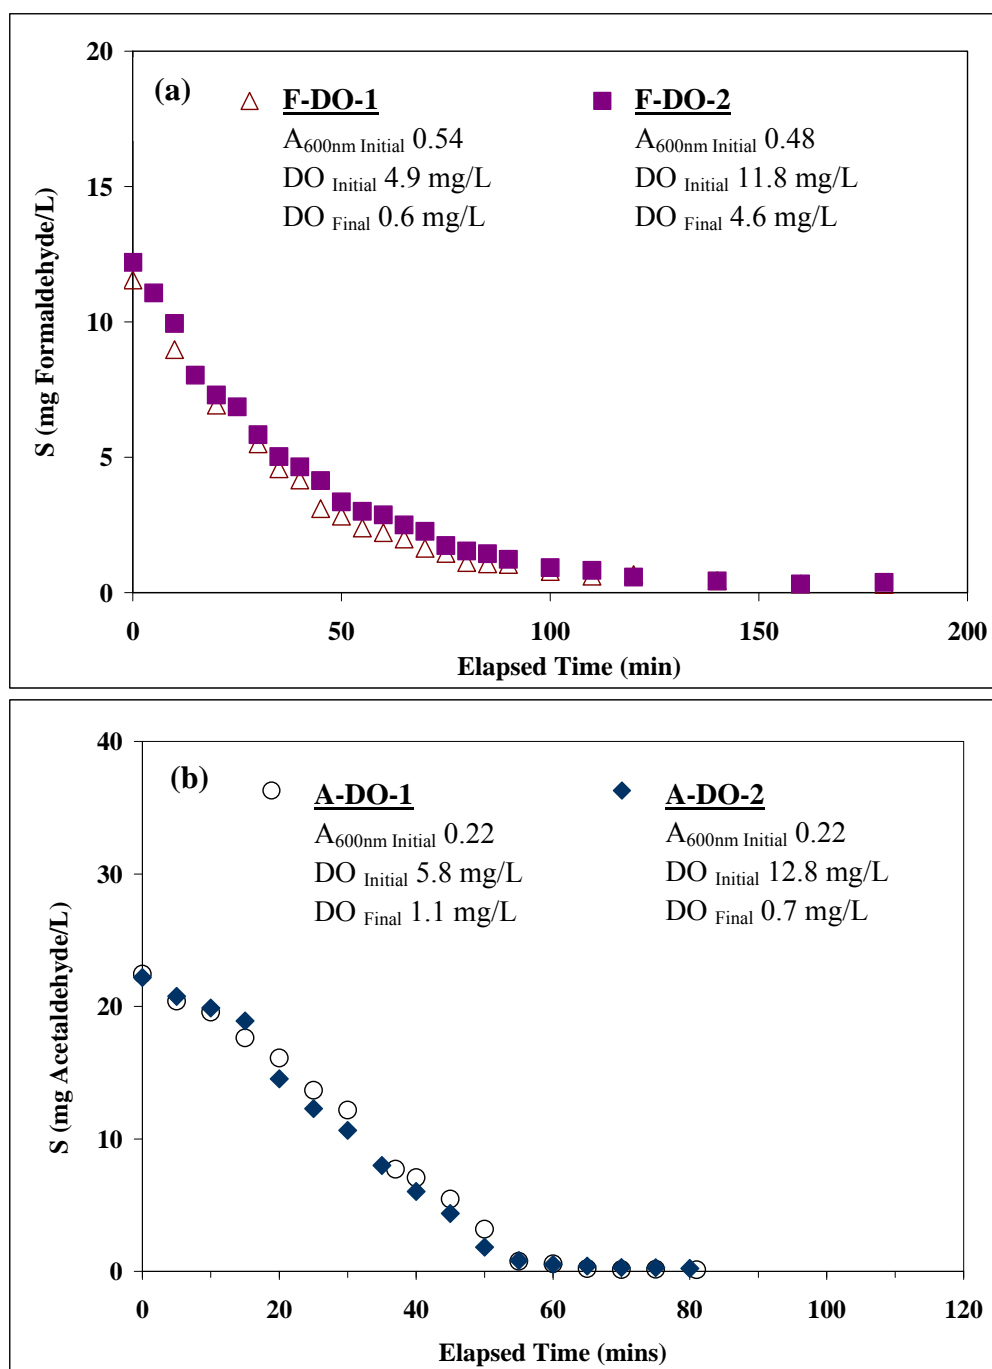 (a)
F-DO-1
F-DO-2
A600nm Initial 0.54
A600nm Initial 0.48
DO Initial 4.9 mg/L
DO Initial 11.8 mg/L
DO Final 0.6 mg/L
DO Final 4.6 mg/L
S (mg Formaldehyde/L)
20
15
10
5
0
0
50
100
150
200
Elapsed Time (min)
(b)
A-DO-1
A-DO-2
A600nm Initial 0.22
A600nm Initial 0.22
DO Initial 5.8 mg/L
DO Initial 12.8 mg/L
DO Final 1.1 mg/L
DO Final 0.7 mg/L
S (mg Acetaldehyde/L)
40
30
20
10
0
0
20
40
60
80
100
120
Elapsed Time (mins)